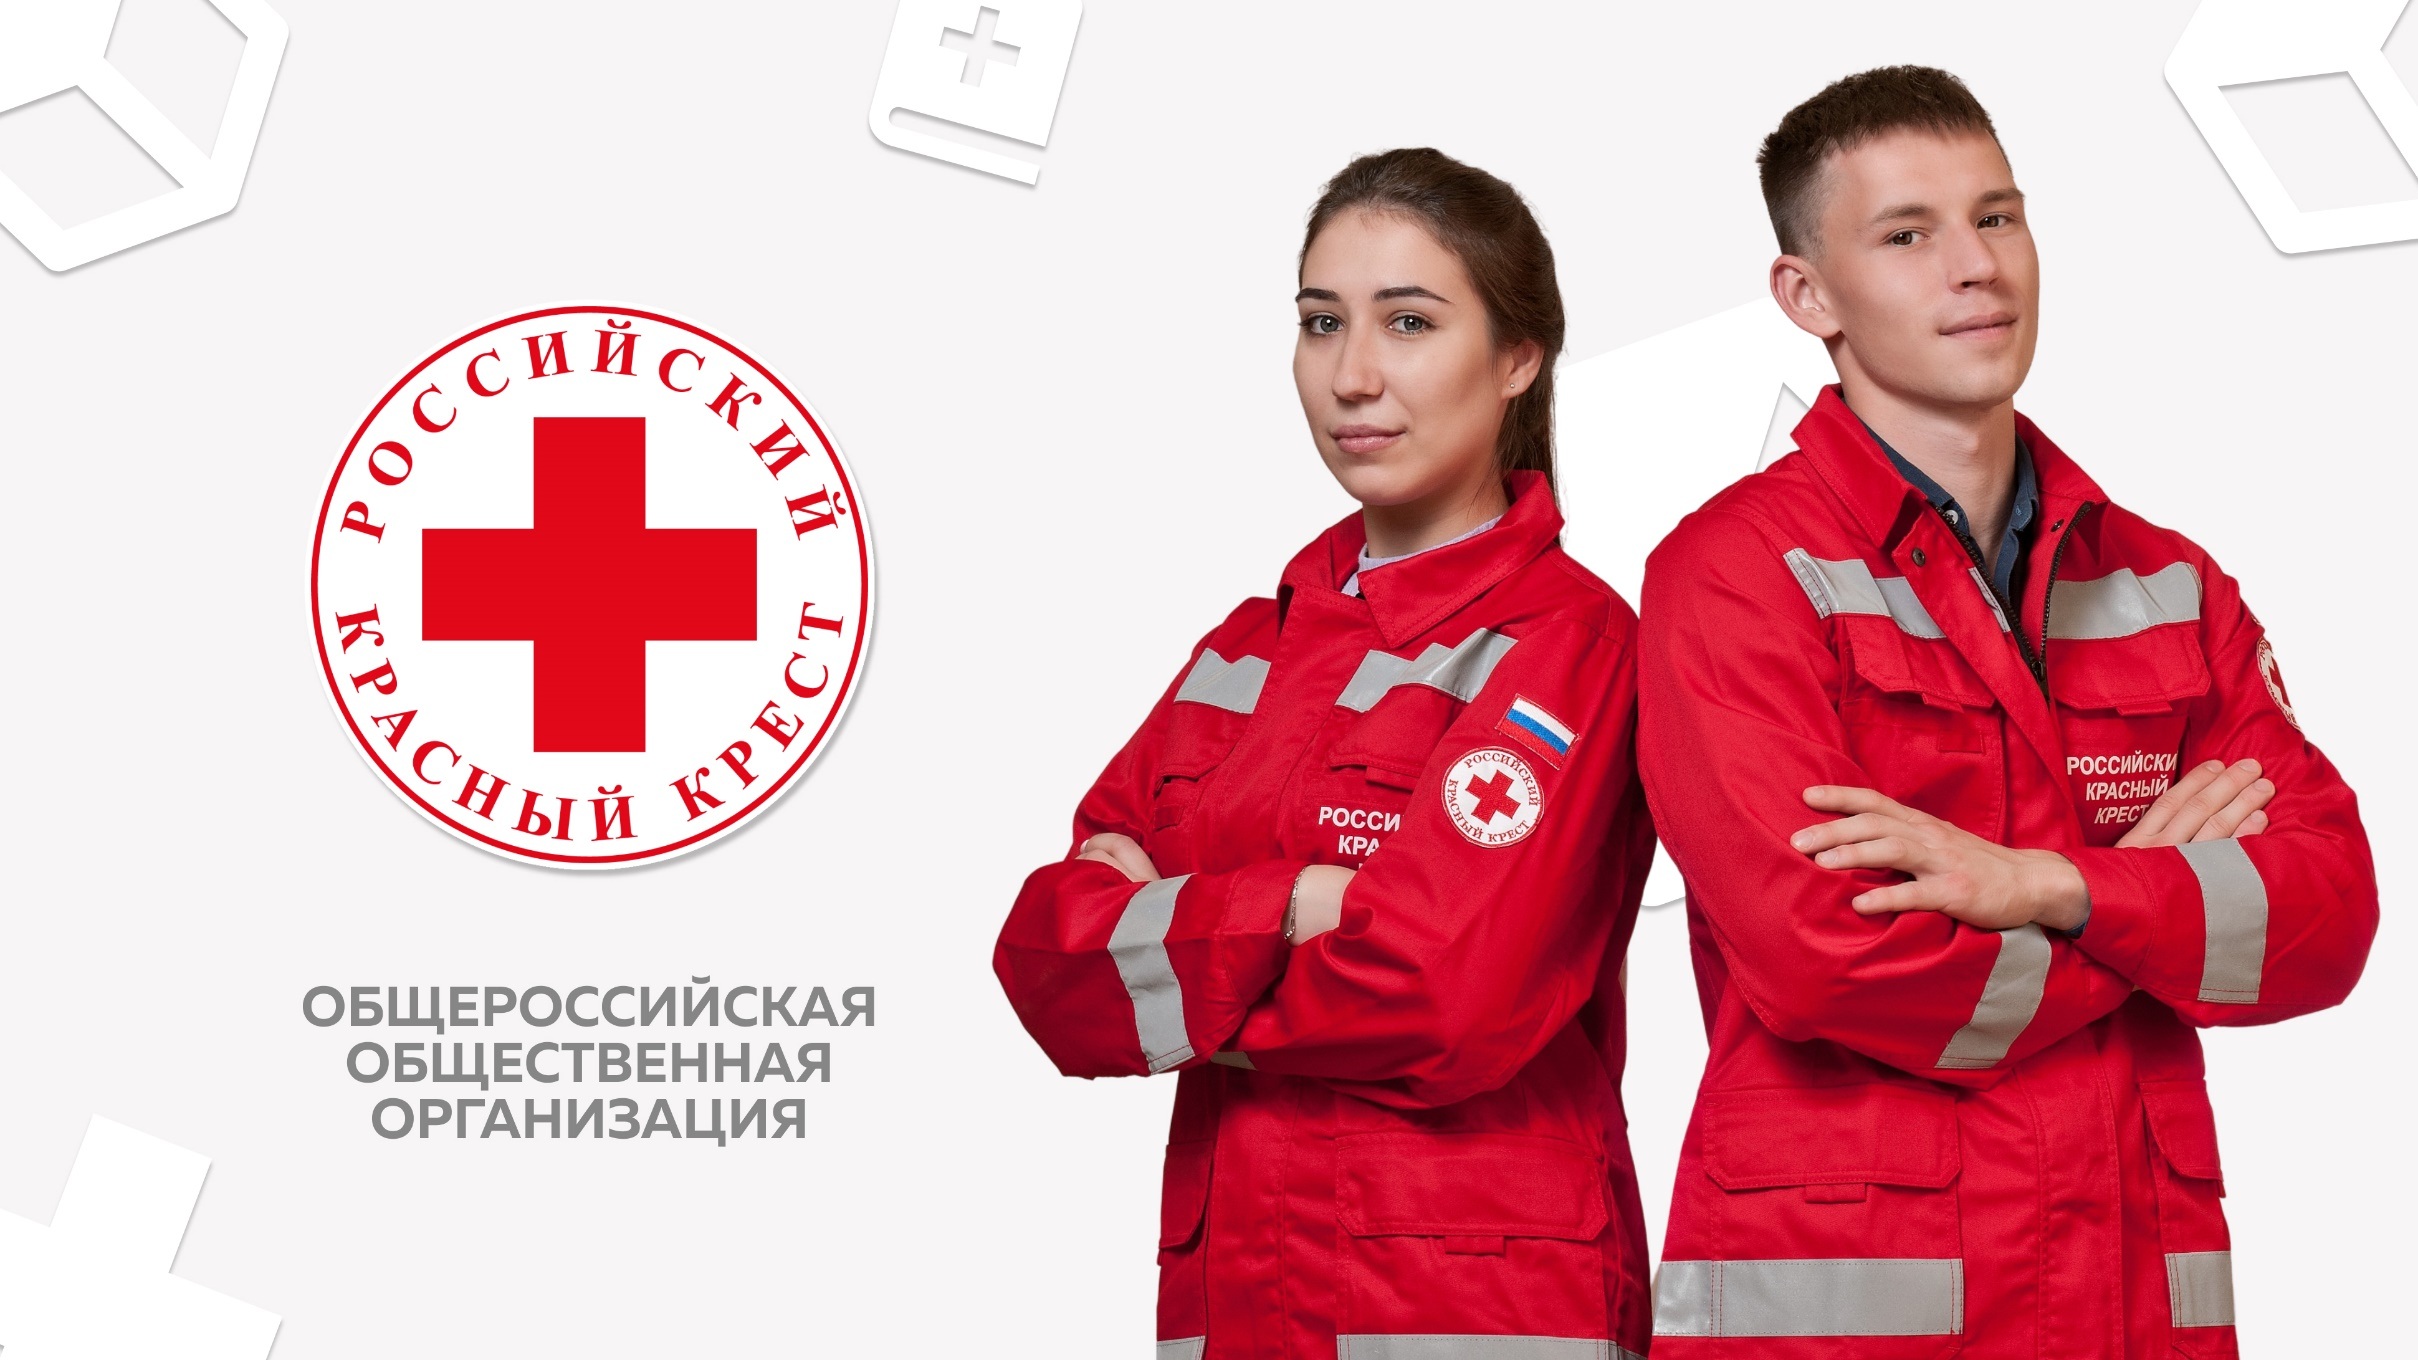 РОССИЙСКИЙ
КРАСНЫЙ КРЕСТ
ОБЩЕРОССИЙСКАЯ
ОБЩЕСТВЕННАЯ
ОРГАНИЗАЦИЯ
РОССИЙСКИЙ
КРАСНЫЙ КРЕСТ
РОССИ
КРА
РОССИЙСКИ
КРАСНЫЙ
КРЕСТ